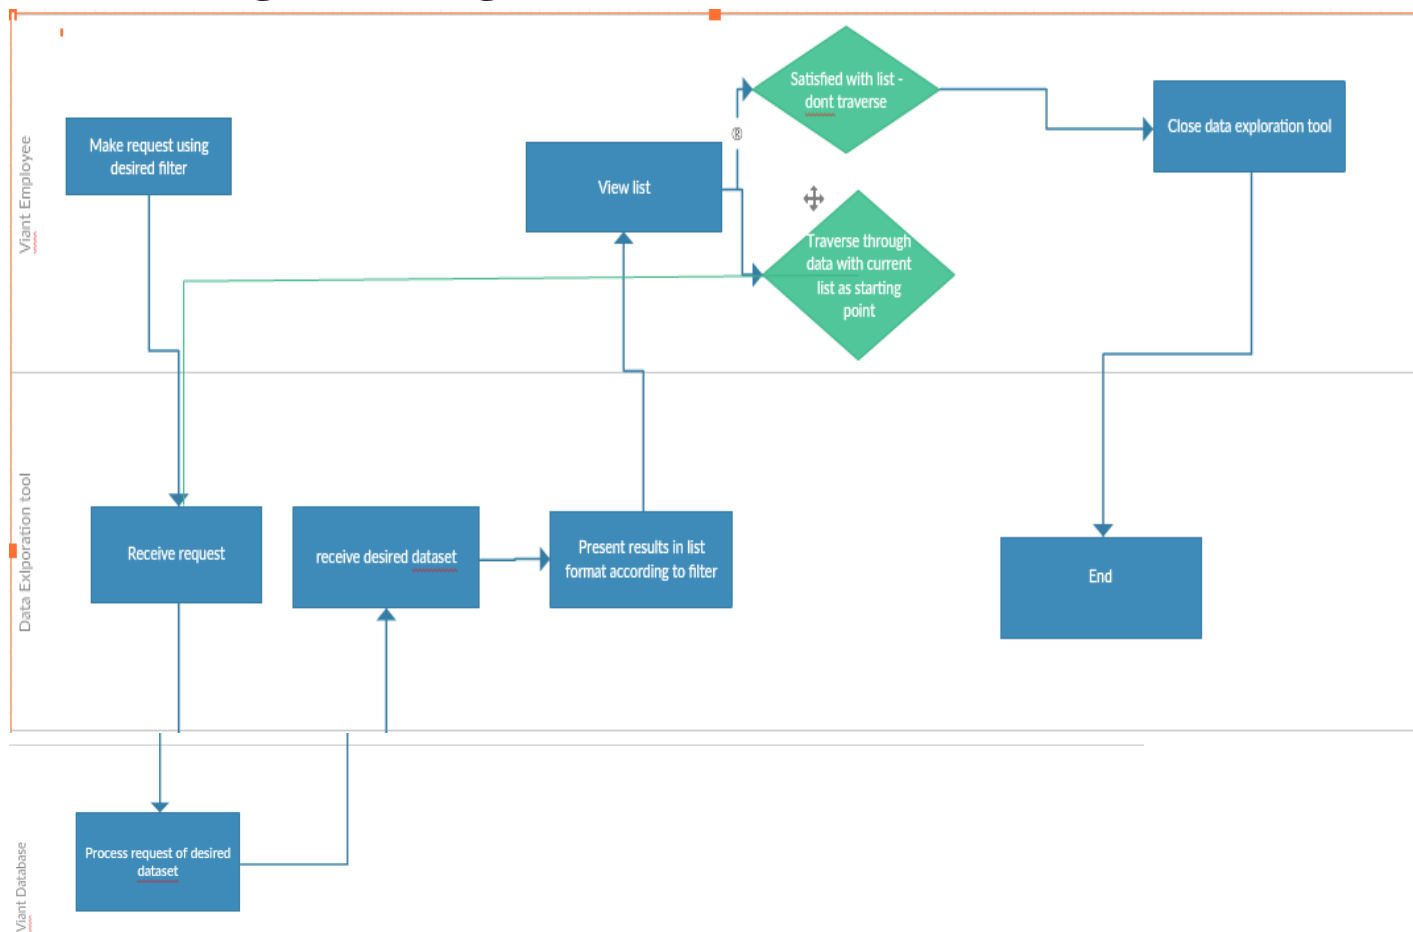 Viant Employee
Make request using
desired filter
View list
®
Satisfied with list -
dont traverse
Close data exploration tool
Traverse through
data with current
list as starting
point
Data Exlporation tool
Receive request
receive desired dataset
Present results in list
format according to filter
End
Viant Database
Process request of desired
dataset